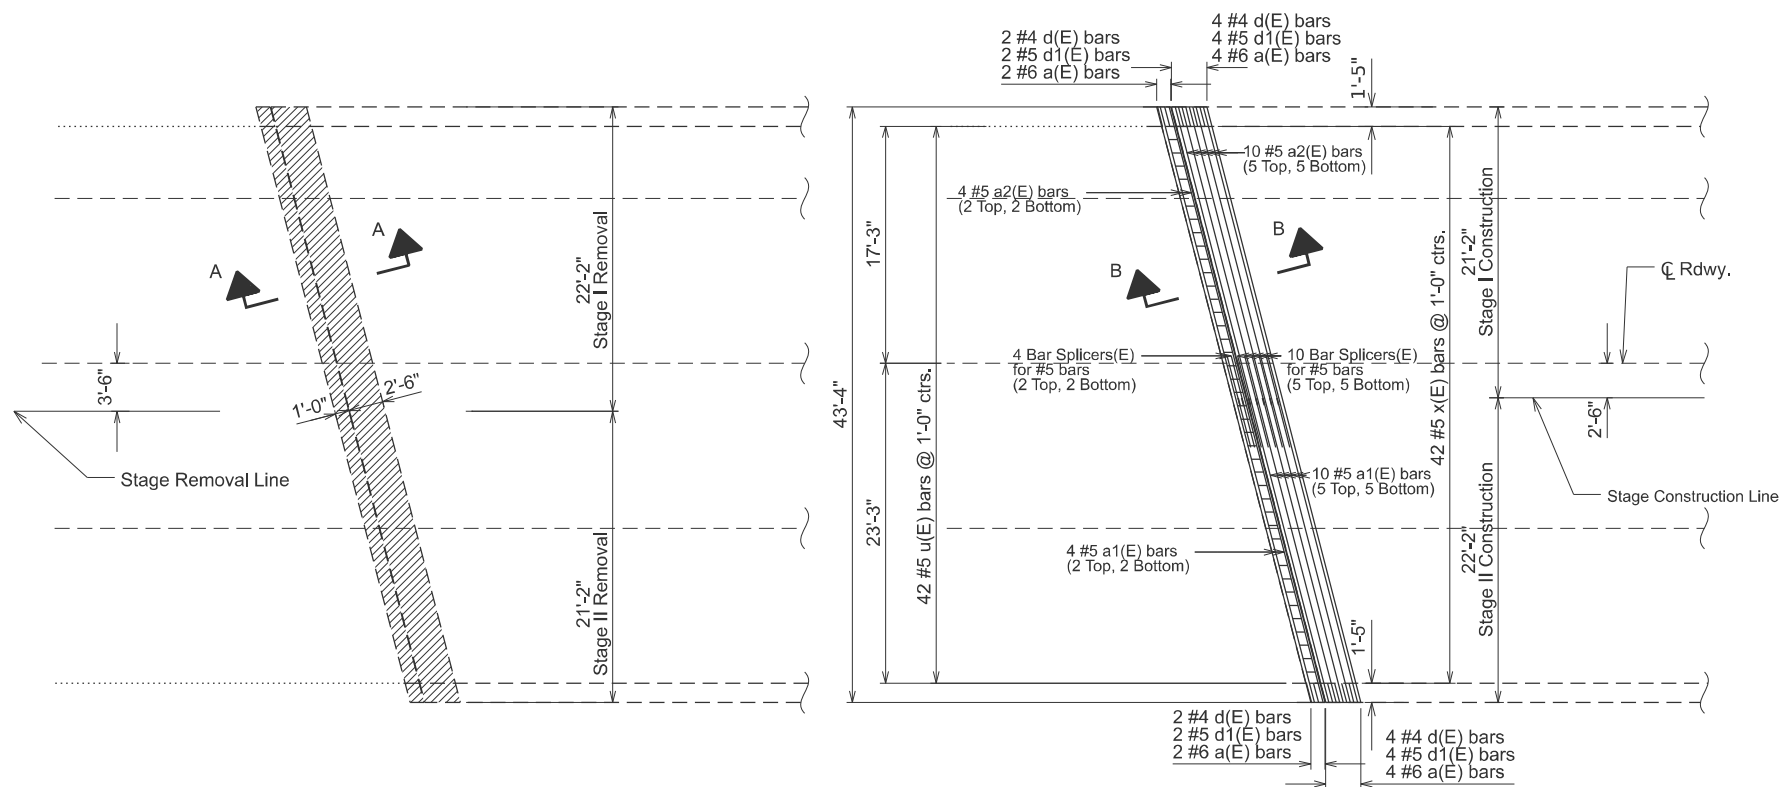 A
A
3'-6"
1'-0"
2'-6"
Stage Removal Line
22'-2"
Stage I Removal
21'-2"
Stage II Removal
2 #4 d(E) bars
2 #5 d1(E) bars
2 #6 a(E) bars
4 #4 d(E) bars
4 #5 d1(E) bars
4 #6 a(E) bars
1'-5"
10 #5 a2(E) bars
(5 Top, 5 Bottom)
4 #5 a2(E) bars
(2 Top, 2 Bottom)
B
B
17'-3"
43'-4"
23'-3"
42 #5 u(E) bars @ 1'-0" ctrs.
4 Bar Splicers(E)
for #5 bars
(2 Top, 2 Bottom)
10 Bar Splicers(E)
for #5 bars
(5 Top, 5 Bottom)
10 #5 a1(E) bars
(5 Top, 5 Bottom)
4 #5 a1(E) bars
(2 Top, 2 Bottom)
42 #5 x(E) bars @ 1'-0" ctrs.
21'-2"
Stage I Construction
22'-2"
Stage II Construction
℄ Rdwy.
2'-6"
Stage Construction Line
1'-5"
2 #4 d(E) bars
2 #5 d1(E) bars
2 #6 a(E) bars
4 #4 d(E) bars
4 #5 d1(E) bars
4 #6 a(E) bars